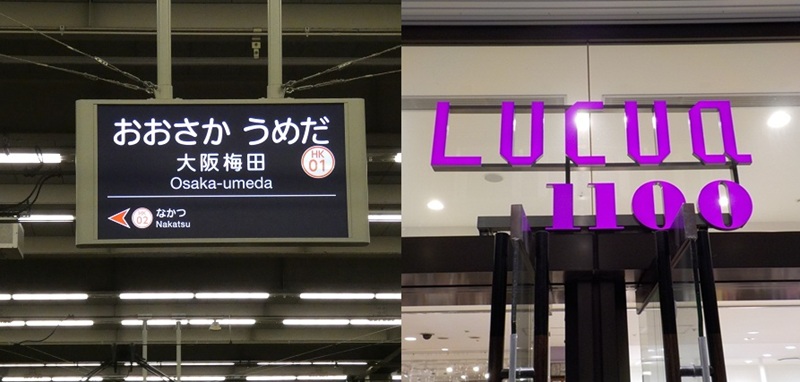 おおさか うめだ
大阪梅田
Osaka-umeda
HK
01
HK
02
なかつ
Nakatsu
LUCUA
1100